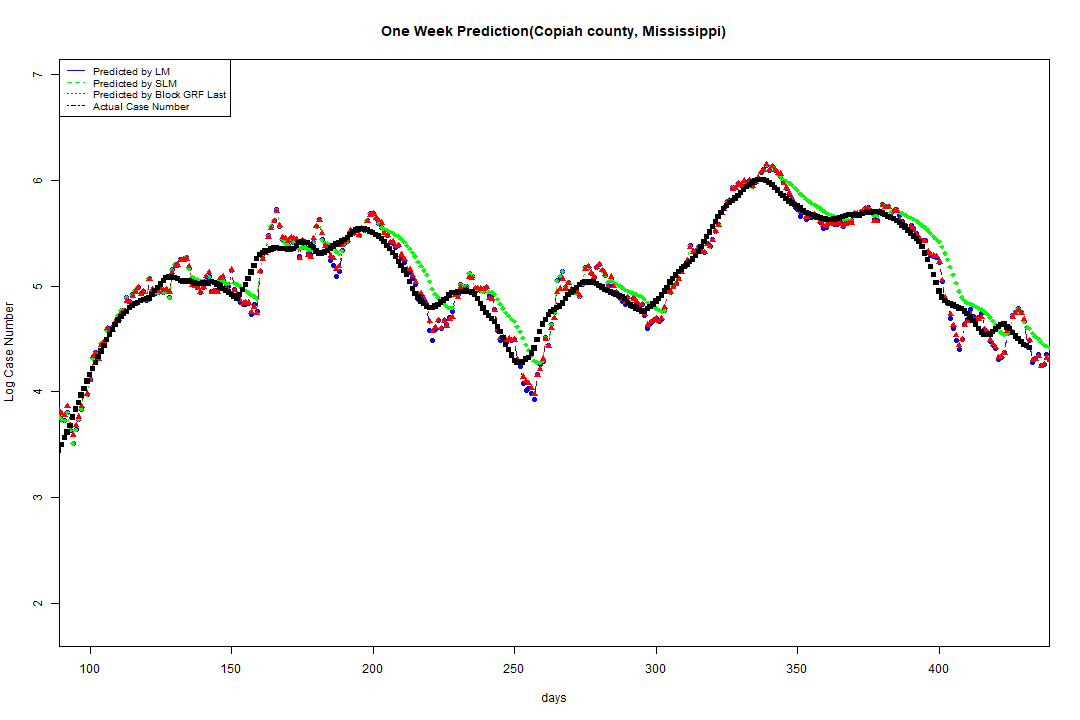 One Week Prediction(Copiah county, Mississippi)
Predicted by LM
Predicted by SLM
Predicted by Block GRF Last
Actual Case Number
Log Case Number
7
6
5
4
3
2
100 150 200 250 300 350 400
days